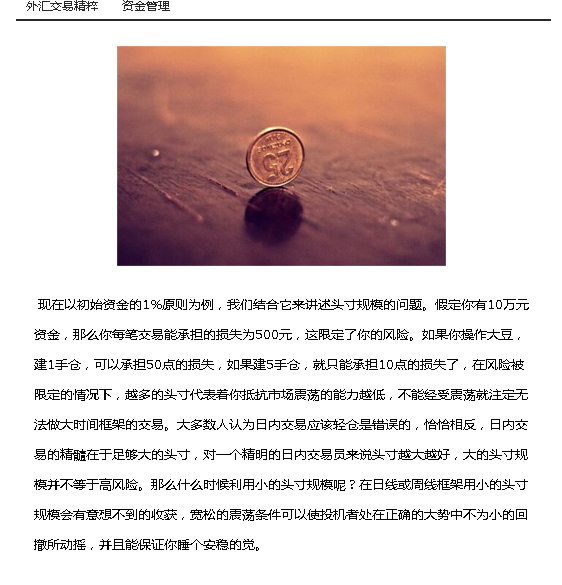 外汇交易精粹 资金管理
25
现在以初始资金的1%原则为例，我们结合它来讲述头寸规模的问题。假定你有10万元
资金，那么你每笔交易能承担的损失为500元，这限定了你的风险。如果你操作大豆，
建1手仓，可以承担50点的损失，如果建5手仓，就只能承担10点的损失了，在风险被
限定的情况下，越多的头寸代表着你抵抗市场震荡的能力越低，不能经受震荡就注定无
法做大时间框架的交易。大多数人认为日内交易应该轻仓是错误的，恰恰相反，日内交
易的精髓在于足够大的头寸，对一个精明的日内交易员来说头寸越大越好，大的头寸规
模并不等于高风险。那么什么时候利用小的头寸规模呢？在日线或周线框架用小的头寸
规模会有意想不到的收获，宽松的震荡条件可以使投机者处在正确的大势中不为小的回
撤所动摇，并且能保证你睡个安稳的觉。